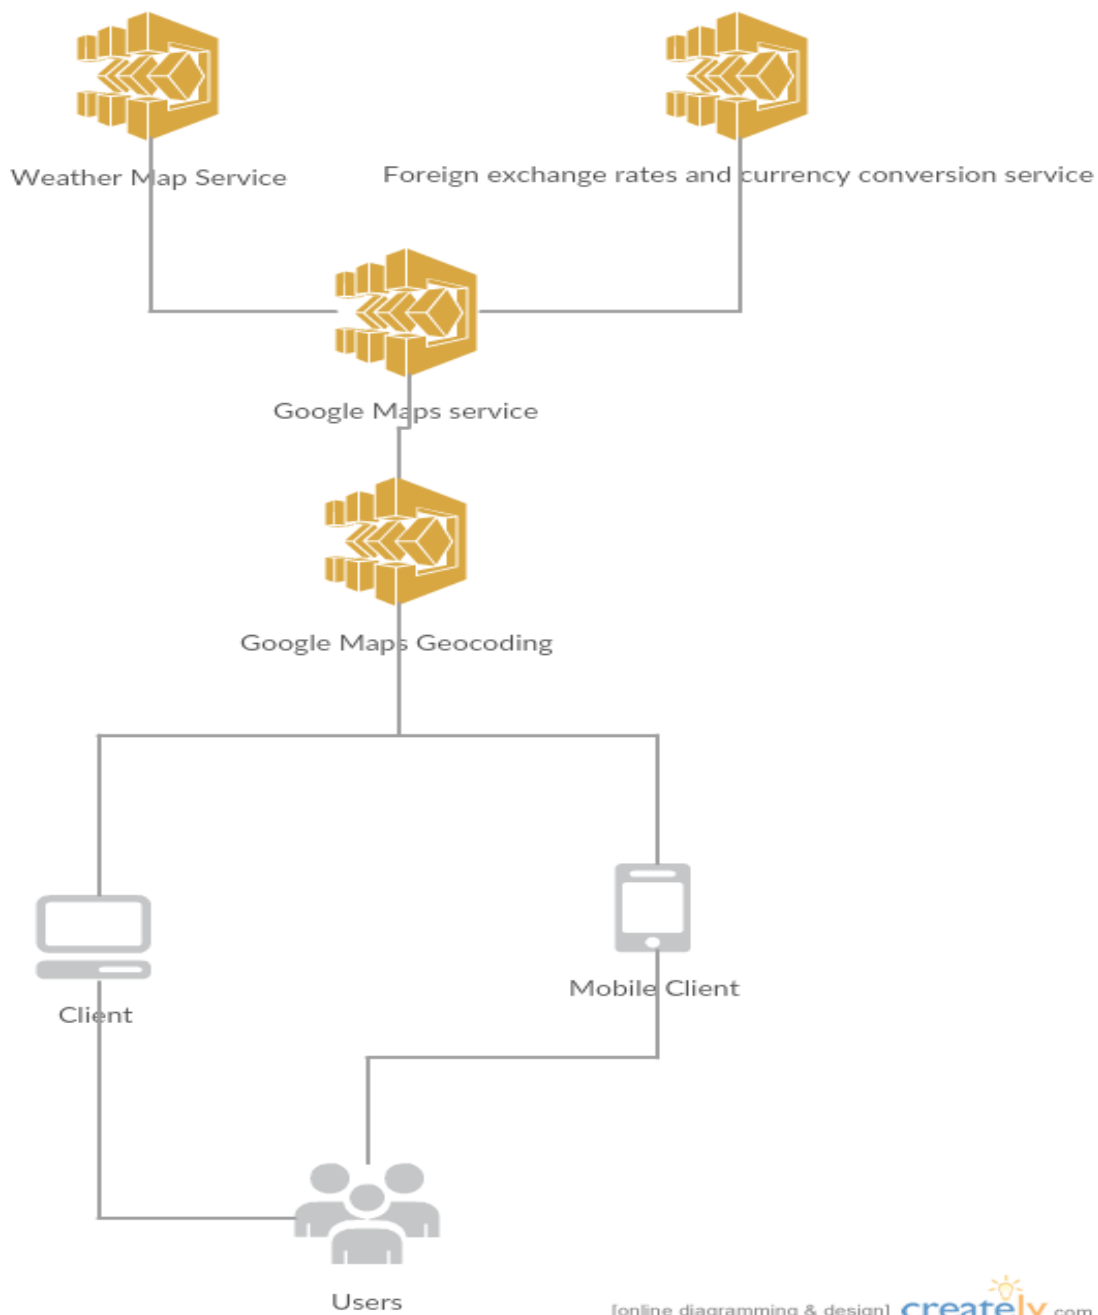 Weather Map Service
Foreign exchange rates and currency conversion service
Google Maps service
Google Maps Geocoding
Mobile Client
Client
Users
[online diagramming & design] creately.com